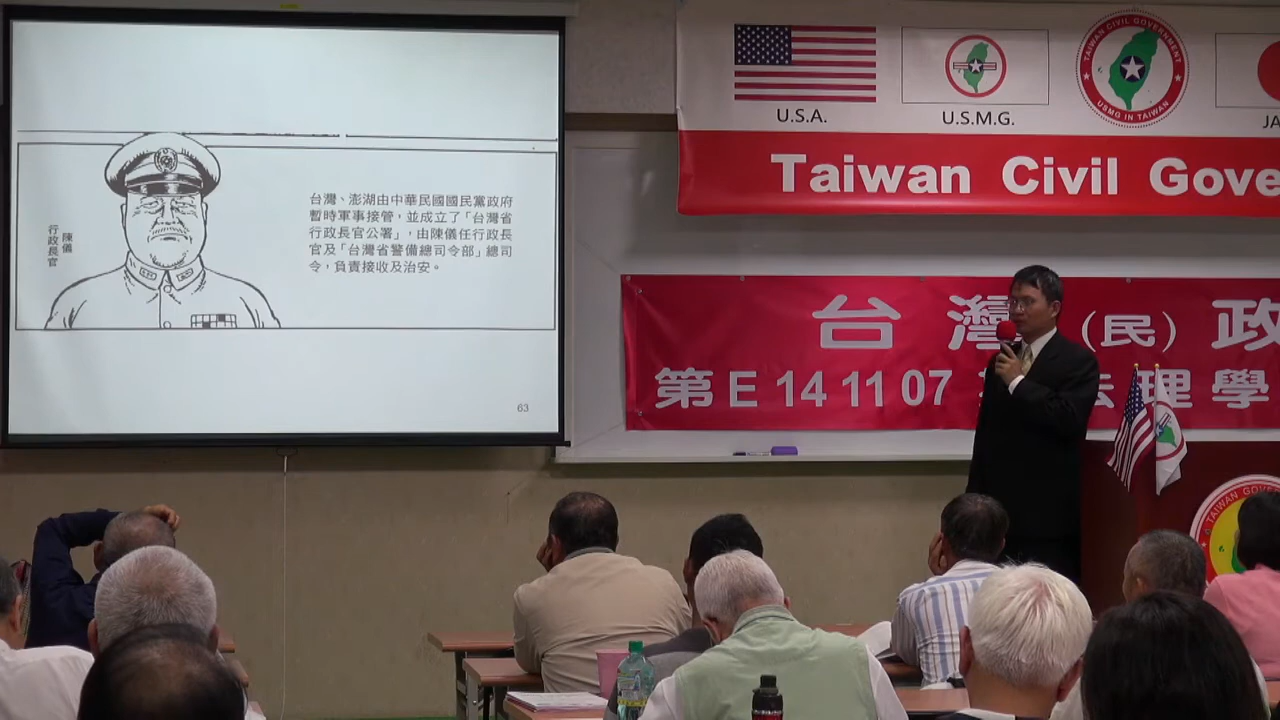 台灣、澎湖由中華民國國民黨政府
暫時軍事接管，並成立了「台灣省
行政長官公署」，由陳儀任行政長
官及「台灣省警備總司令部」總司
令，負責接收及治安。
陳儀
行政長官
63
U.S.A.
U.S.M.G.
TAIWAN CIVIL GOVERNMENT
USMG IN TAIWAN
JA
Taiwan Civil Gove
台灣（民）政
第E 14 11 07
法理學
TAIWAN GOVE